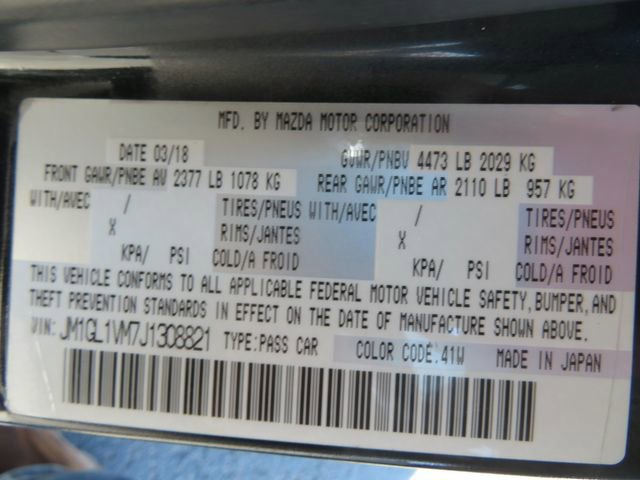 MFD. BY MAZDA MOTOR CORPORATION
DATE 03/18 GVWR/PNBV 4473 LB 2029 KG
FRONT GAWR/PNBE AV 2377 LB 1078 KG REAR GAWR/PNBE AR 2110 LB 957 KG
WITH/AVEC / TIRES/PNEUS WITH/AVEC / TIRES/PNEUS
X RIMS/JANTES X RIMS/JANTES
KPA/ PSI COLD/A FROID KPA/ PSI COLD/A FROID
THIS VEHICLE CONFORMS TO ALL APPLICABLE FEDERAL MOTOR VEHICLE SAFETY, BUMPER, AND
THEFT PREVENTION STANDARDS IN EFFECT ON THE DATE OF MANUFACTURE SHOWN ABOVE.
VIN: JM1GL1VM7J1308821 TYPE:PASS CAR COLOR CODE:41W MADE IN JAPAN